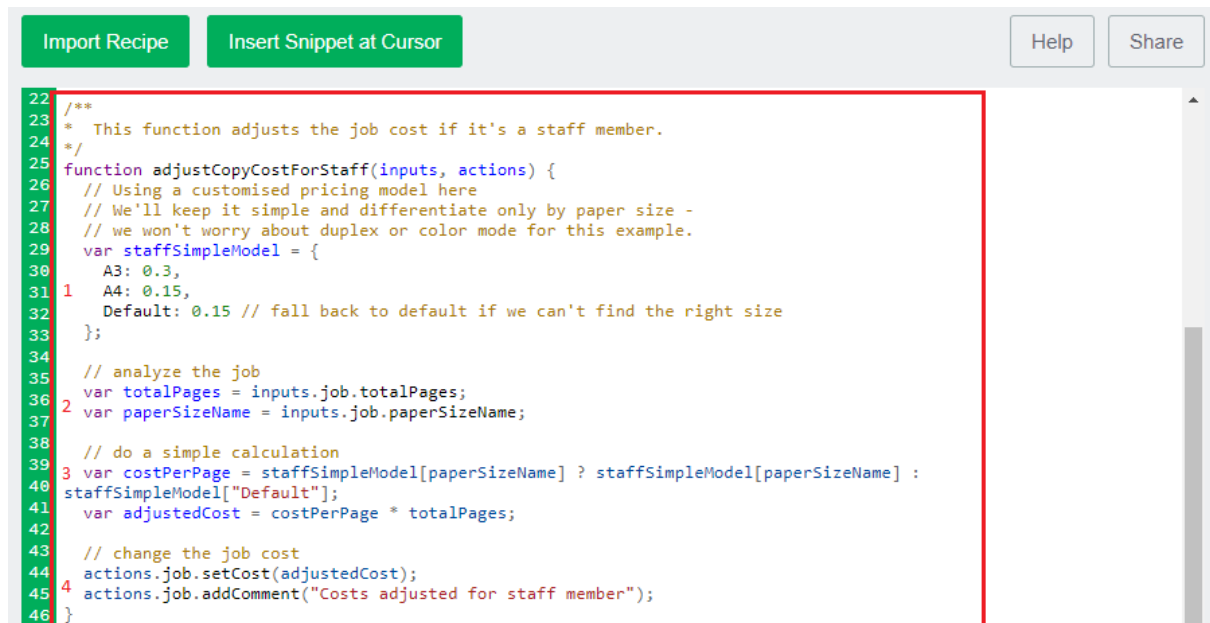 Import Recipe Insert Snippet at Cursor Help Share
22
23 /**
24 *  This function adjusts the job cost if it's a staff member.
25 */
26 function adjustCopyCostForStaff(inputs, actions) {
27   // Using a customised pricing model here
28   // We'll keep it simple and differentiate only by paper size -
29   // we won't worry about duplex or color mode for this example.
30   var staffSimpleModel = {
31     A3: 0.3,
32 1   A4: 0.15,
33     Default: 0.15 // fall back to default if we can't find the right size
34   };
35   // analyze the job
36   var totalPages = inputs.job.totalPages;
37 2 var paperSizeName = inputs.job.paperSizeName;
38
39   // do a simple calculation
40 3 var costPerPage = staffSimpleModel[paperSizeName] ? staffSimpleModel[paperSizeName] :
staffSimpleModel["Default"];
41   var adjustedCost = costPerPage * totalPages;
42
43   // change the job cost
44   actions.job.setCost(adjustedCost);
45 4 actions.job.addComment("Costs adjusted for staff member");
46 }